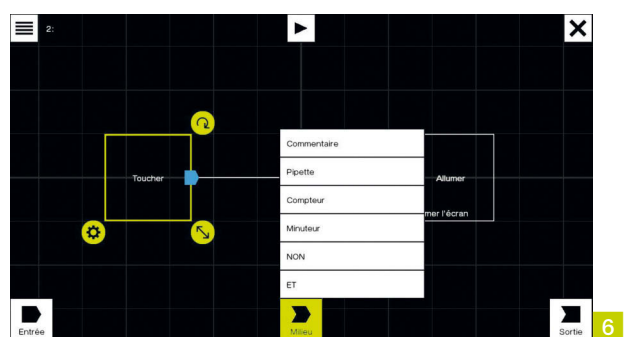 2:
Commentaire
Pipette
Toucher
Allumer
Compteur
mer l'écran
Minuteur
NON
ET
Entrée
Milieu
Sortie
6